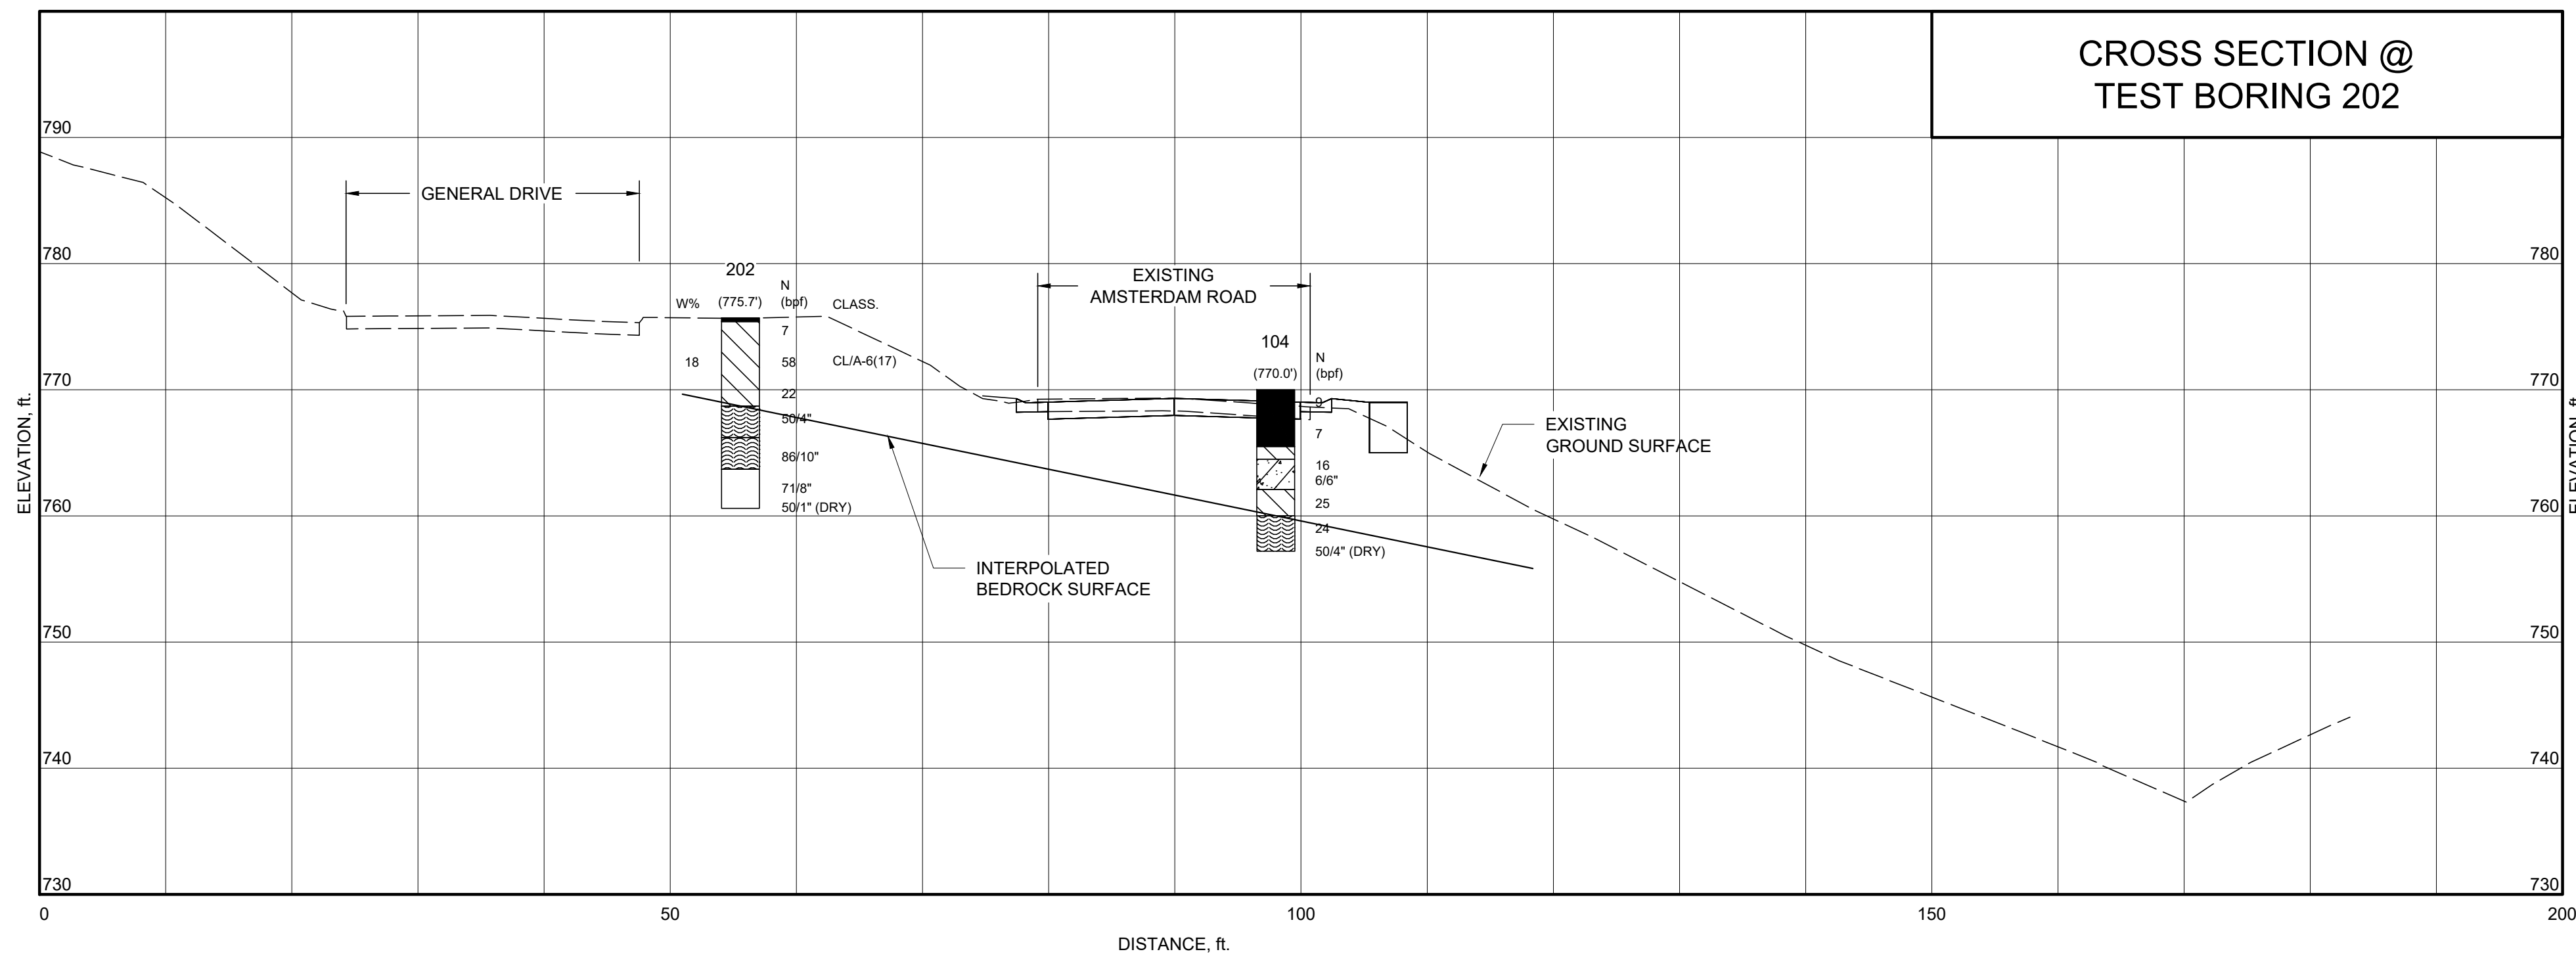 CROSS SECTION @
TEST BORING 202
790
GENERAL DRIVE
780
780
202
EXISTING
AMSTERDAM ROAD
W%
(775.7')
N
(bpf)
CLASS.
7
18
58
CL/A-6(17)
22
50/4"
86/10"
71/8"
50/1" (DRY)
104
(770.0')
N
(bpf)
9
7
16
6/6"
25
24
50/4" (DRY)
770
770
EXISTING
GROUND SURFACE
ELEVATION, ft.
ELEVATION, ft.
760
760
INTERPOLATED
BEDROCK SURFACE
750
750
740
740
730
730
0
50
100
150
200
DISTANCE, ft.